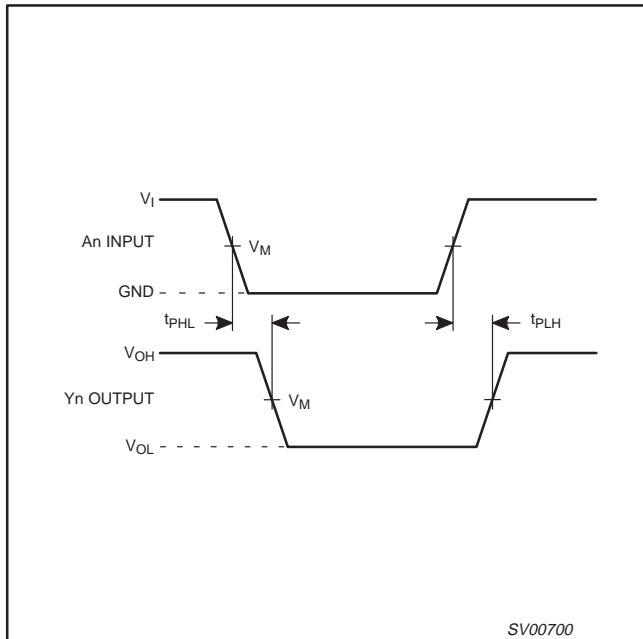 V_I
An INPUT
V_M
GND
t_PHL
t_PLH
V_OH
Yn OUTPUT
V_M
V_OL
SV00700